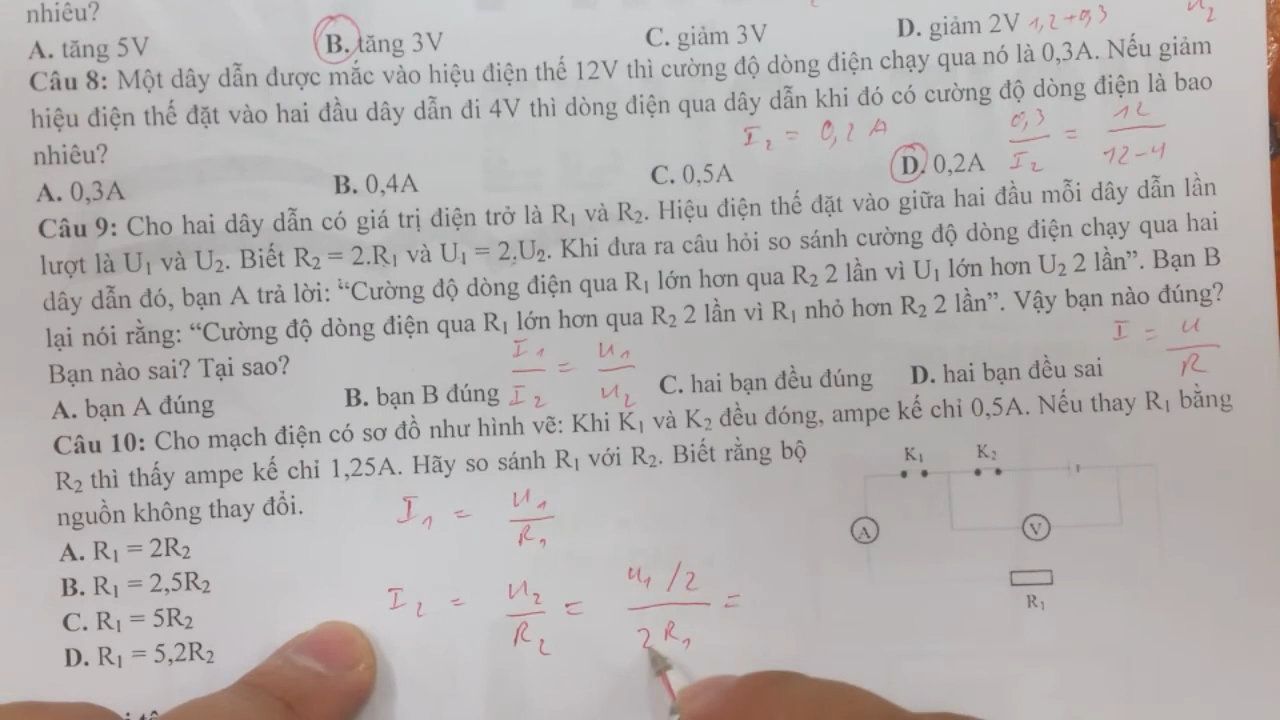 nhiêu?
A. tăng 5V B. tăng 3V C. giảm 3V D. giảm 2V 1,2+0,3 u2
Câu 8: Một dây dẫn được mắc vào hiệu điện thế 12V thì cường độ dòng điện chạy qua nó là 0,3A. Nếu giảm
hiệu điện thế đặt vào hai đầu dây dẫn đi 4V thì dòng điện qua dây dẫn khi đó có cường độ dòng điện là bao
nhiêu? I2 = 0,2 A 0,3/I2 = 12/12-4
A. 0,3A B. 0,4A C. 0,5A D. 0,2A
Câu 9: Cho hai dây dẫn có giá trị điện trở là R1 và R2. Hiệu điện thế đặt vào giữa hai đầu mỗi dây dẫn lần
lượt là U1 và U2. Biết R2 = 2.R1 và U1 = 2.U2. Khi đưa ra câu hỏi so sánh cường độ dòng điện chạy qua hai
dây dẫn đó, bạn A trả lời: “Cường độ dòng điện qua R1 lớn hơn qua R2 2 lần vì U1 lớn hơn U2 2 lần”. Bạn B
lại nói rằng: “Cường độ dòng điện qua R1 lớn hơn qua R2 2 lần vì R1 nhỏ hơn R2 2 lần”. Vậy bạn nào đúng?
Bạn nào sai? Tại sao? I1/I2 = u1/u2 I = u/R
A. bạn A đúng B. bạn B đúng C. hai bạn đều đúng D. hai bạn đều sai
Câu 10: Cho mạch điện có sơ đồ như hình vẽ: Khi K1 và K2 đều đóng, ampe kế chỉ 0,5A. Nếu thay R1 bằng
R2 thì thấy ampe kế chỉ 1,25A. Hãy so sánh R1 với R2. Biết rằng bộ
nguồn không thay đổi.
K1 K2
A V
R1
I1 = u1/R1
A. R1 = 2R2
B. R1 = 2,5R2
I2 = u2/R2 = u1/2 / 2R1 =
C. R1 = 5R2
D. R1 = 5,2R2